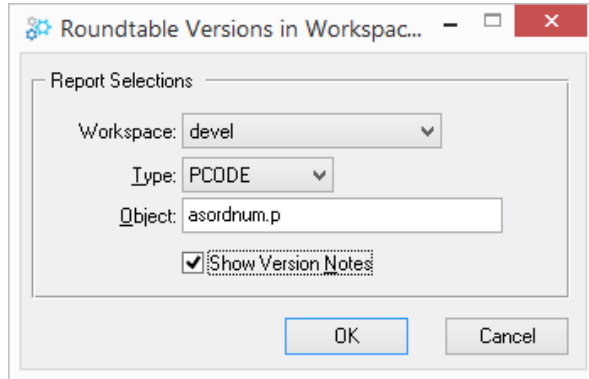 Roundtable Versions in Workspac...
Report Selections
Workspace: devel
Type: PCODE
Object: asordnum.p
Show Version Notes
OK Cancel